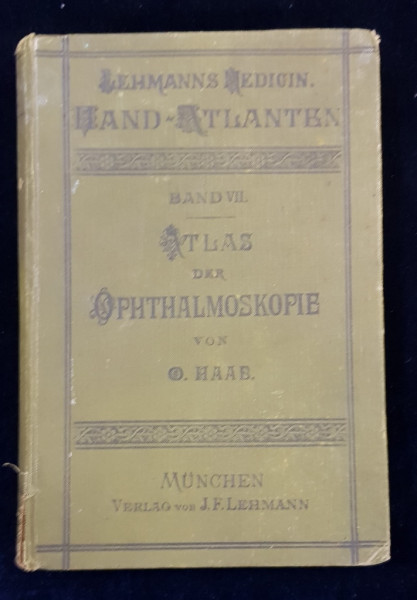 LEHMANNS MEDICIN.
HAND-ATLANTEN
BAND VII.
ATLAS
DER
OPHTHALMOSKOPIE
VON
O. HAAB.
MÜNCHEN
VERLAG VON J. F. LEHMANN